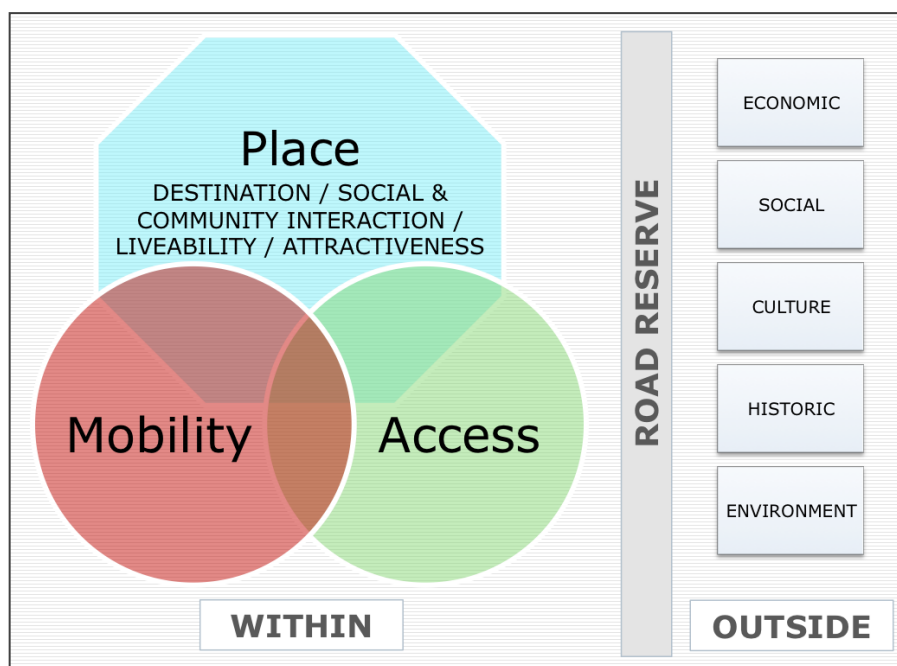 Place
DESTINATION / SOCIAL &
COMMUNITY INTERACTION /
LIVEABILITY / ATTRACTIVENESS
Mobility
Access
WITHIN
ROAD RESERVE
ECONOMIC
SOCIAL
CULTURE
HISTORIC
ENVIRONMENT
OUTSIDE